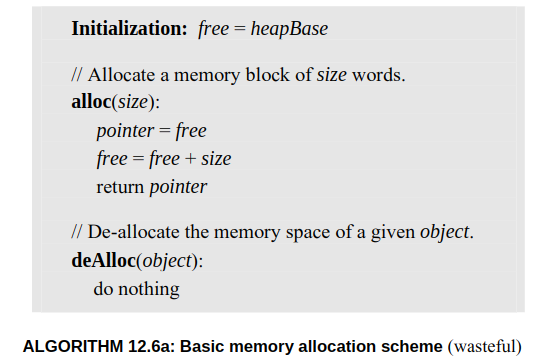 Initialization: free = heapBase
// Allocate a memory block of size words.
alloc(size):
pointer = free
free = free + size
return pointer
// De-allocate the memory space of a given object.
deAlloc(object):
do nothing
ALGORITHM 12.6a: Basic memory allocation scheme (wasteful)